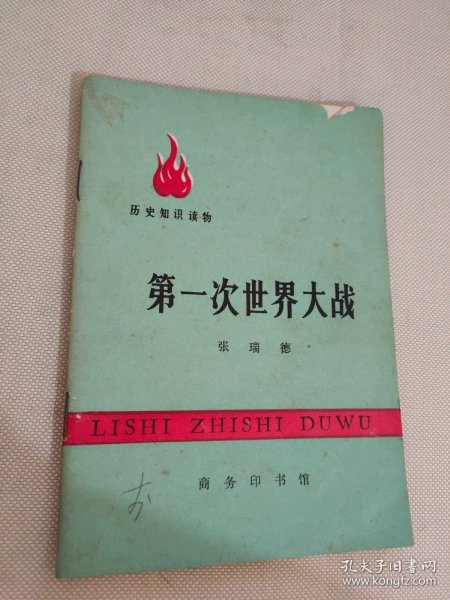 历史知识读物
第一次世界大战
张瑞德
LISHI ZHISHI DUWU
商务印书馆
孔夫子旧书网
www.kongfz.com